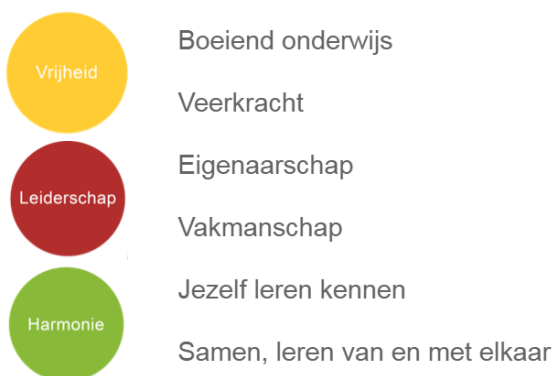 Boeiend onderwijs
Vrijheid
Veerkracht
Eigenaarschap
Leiderschap
Vakmanschap
Jezelf leren kennen
Harmonie
Samen, leren van en met elkaar